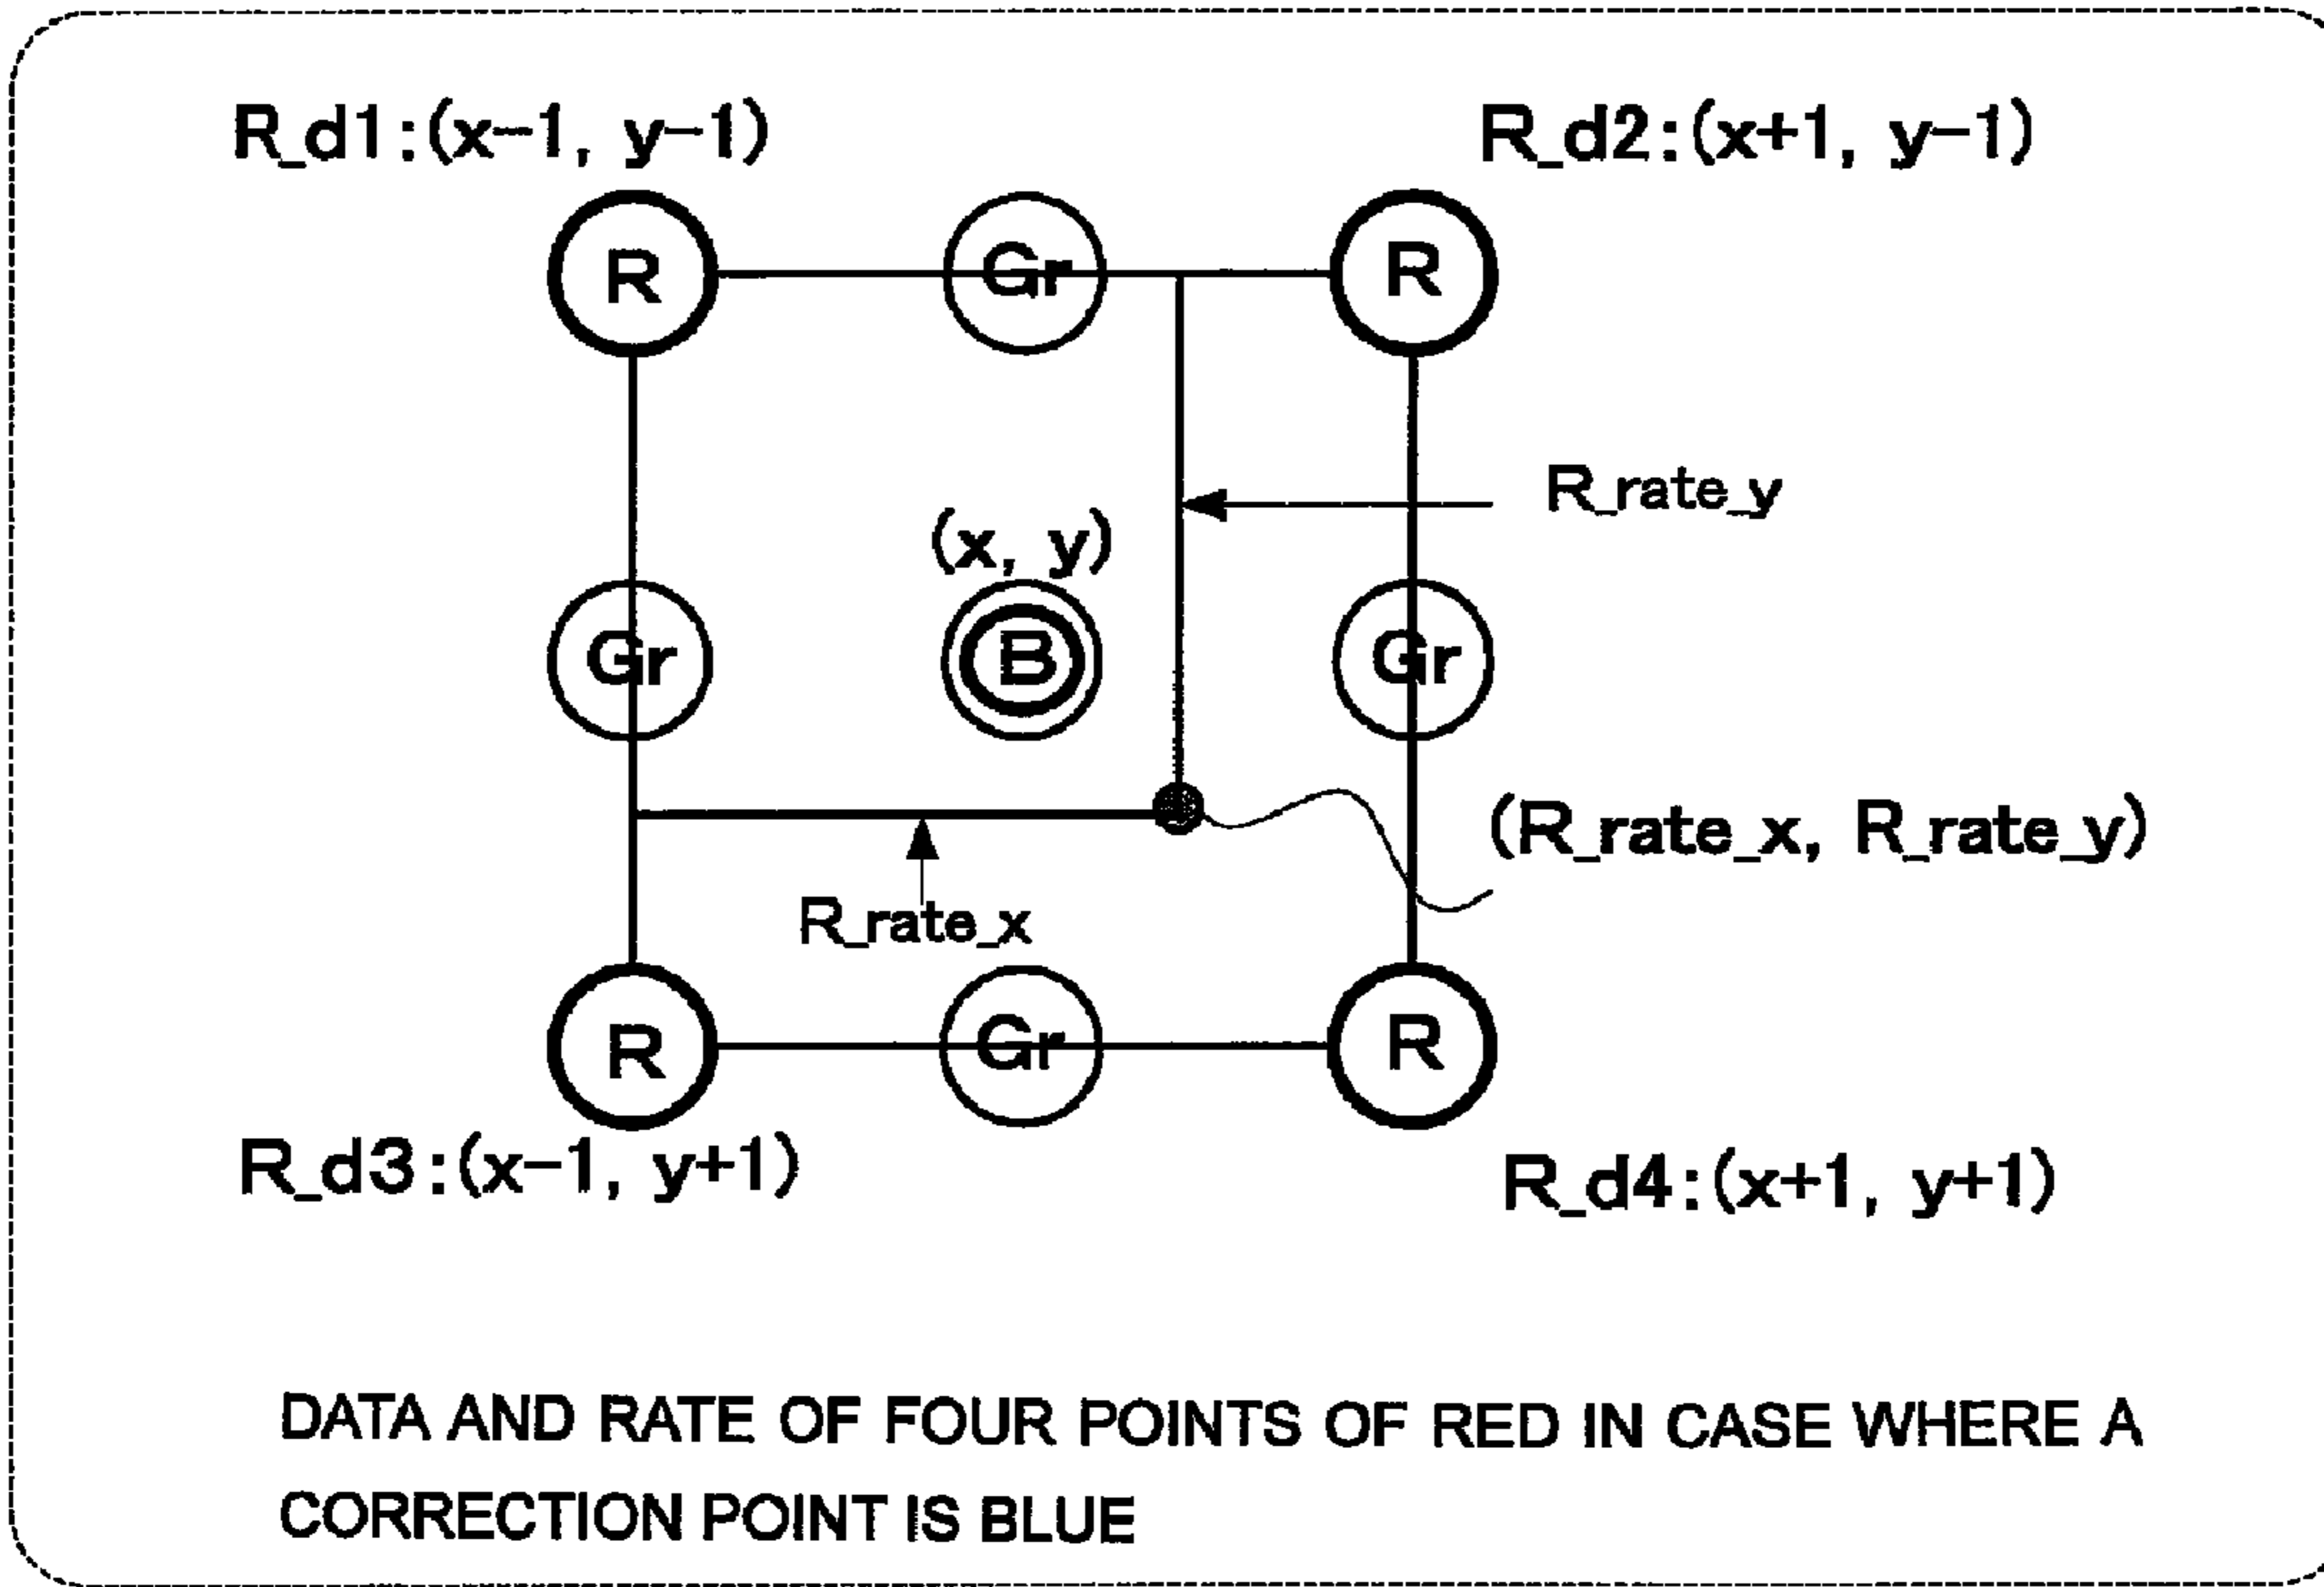 R_d1:(x-1, y-1)
R_d2:(x+1, y-1)
R
Gr
R
R_rate_y
(x, y)
Gr
B
Gr
(R_rate_x, R_rate_y)
R_rate_x
R
Gr
R
R_d3:(x-1, y+1)
R_d4:(x+1, y+1)
DATA AND RATE OF FOUR POINTS OF RED IN CASE WHERE A
CORRECTION POINT IS BLUE